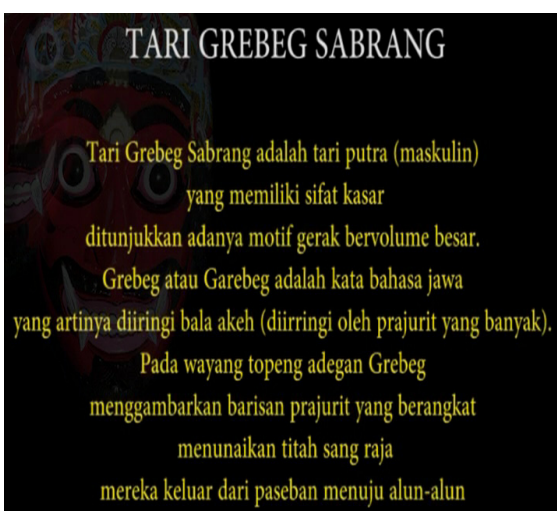 TARI GREBEG SABRANG
Tari Grebeg Sabrang adalah tari putra (maskulin)
yang memiliki sifat kasar
ditunjukkan adanya motif gerak bervolume besar.
Grebeg atau Garebeg adalah kata bahasa jawa
yang artinya diiringi bala akeh (diirringi oleh prajurit yang banyak).
Pada wayang topeng adegan Grebeg
menggambarkan barisan prajurit yang berangkat
menunaikan titah sang raja
mereka keluar dari paseban menuju alun-alun